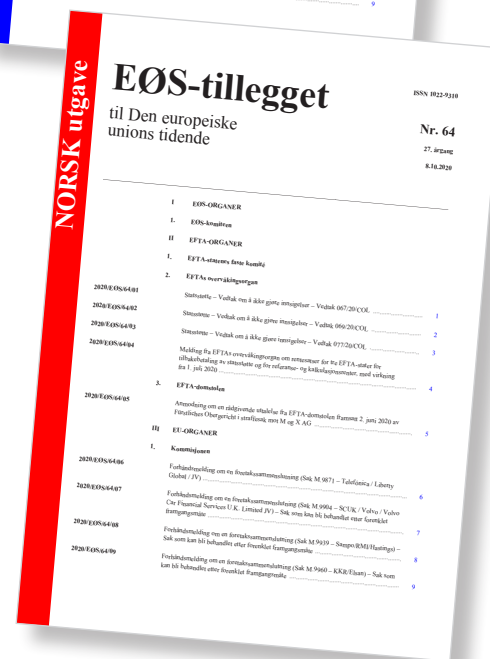 9
NORSK utgave
EØS-tillegget
til Den europeiske
unions tidende
ISSN 1022-9310
Nr. 64
27. årgang
8.10.2020
I EØS-ORGANER
1. EØS-komiteen
II EFTA-ORGANER
1. EFTA-statenes faste komité
2. EFTAs overvåkingsorgan
2020/EØS/64/01 Statsstøtte – Vedtak om å ikke gjøre innsigelser – Vedtak 067/20/COL 1
2020/EØS/64/02 Statsstøtte – Vedtak om å ikke gjøre innsigelser – Vedtak 069/20/COL 2
2020/EØS/64/03 Statsstøtte – Vedtak om å ikke gjøre innsigelser – Vedtak 077/20/COL 3
2020/EØS/64/04 Melding fra EFTAs overvåkingsorgan om rentesatser for tre EFTA-stater for
tilbakebetaling av statsstøtte og for referanse- og kalkulasjonsrenter, med virkning
fra 1. juli 2020 4
3. EFTA-domstolen
2020/EØS/64/05 Anmodning om en rådgivende uttalelse fra EFTA-domstolen framsatt 2. juni 2020 av
Fürstliches Obergericht i straffesak mot M og X AG 5
III EU-ORGANER
1. Kommisjonen
2020/EØS/64/06 Forhåndsmelding om en foretakssammenslutning (Sak M.9871 – Telefónica / Liberty
Global / JV) 6
2020/EØS/64/07 Forhåndsmelding om en foretakssammenslutning (Sak M.9904 – SCUK / Volvo / Volvo
Car Financial Services U.K. Limited JV) – Sak som kan bli behandlet etter forenklet
framgangsmåte 7
2020/EØS/64/08 Forhåndsmelding om en foretakssammenslutning (Sak M.9939 – Sampo/RMI/Hastings) –
Sak som kan bli behandlet etter forenklet framgangsmåte 8
2020/EØS/64/09 Forhåndsmelding om en foretakssammenslutning (Sak M.9960 – KKR/Elsan) – Sak som
kan bli behandlet etter forenklet framgangsmåte 9